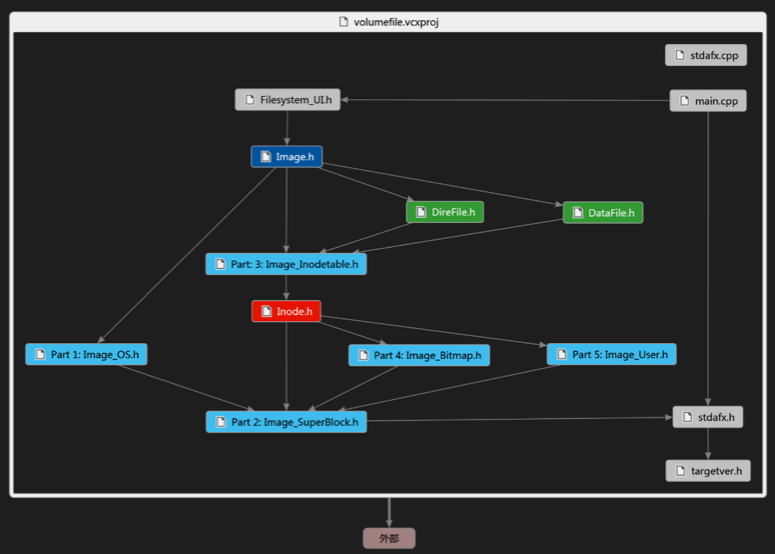 volumefile.vcxproj
stdafx.cpp
Filesystem_UI.h
main.cpp
Image.h
DireFile.h
DataFile.h
Part: 3: Image_Inodetable.h
Inode.h
Part 1: Image_OS.h
Part 4: Image_Bitmap.h
Part 5: Image_User.h
Part 2: Image_SuperBlock.h
stdafx.h
targetver.h
外部